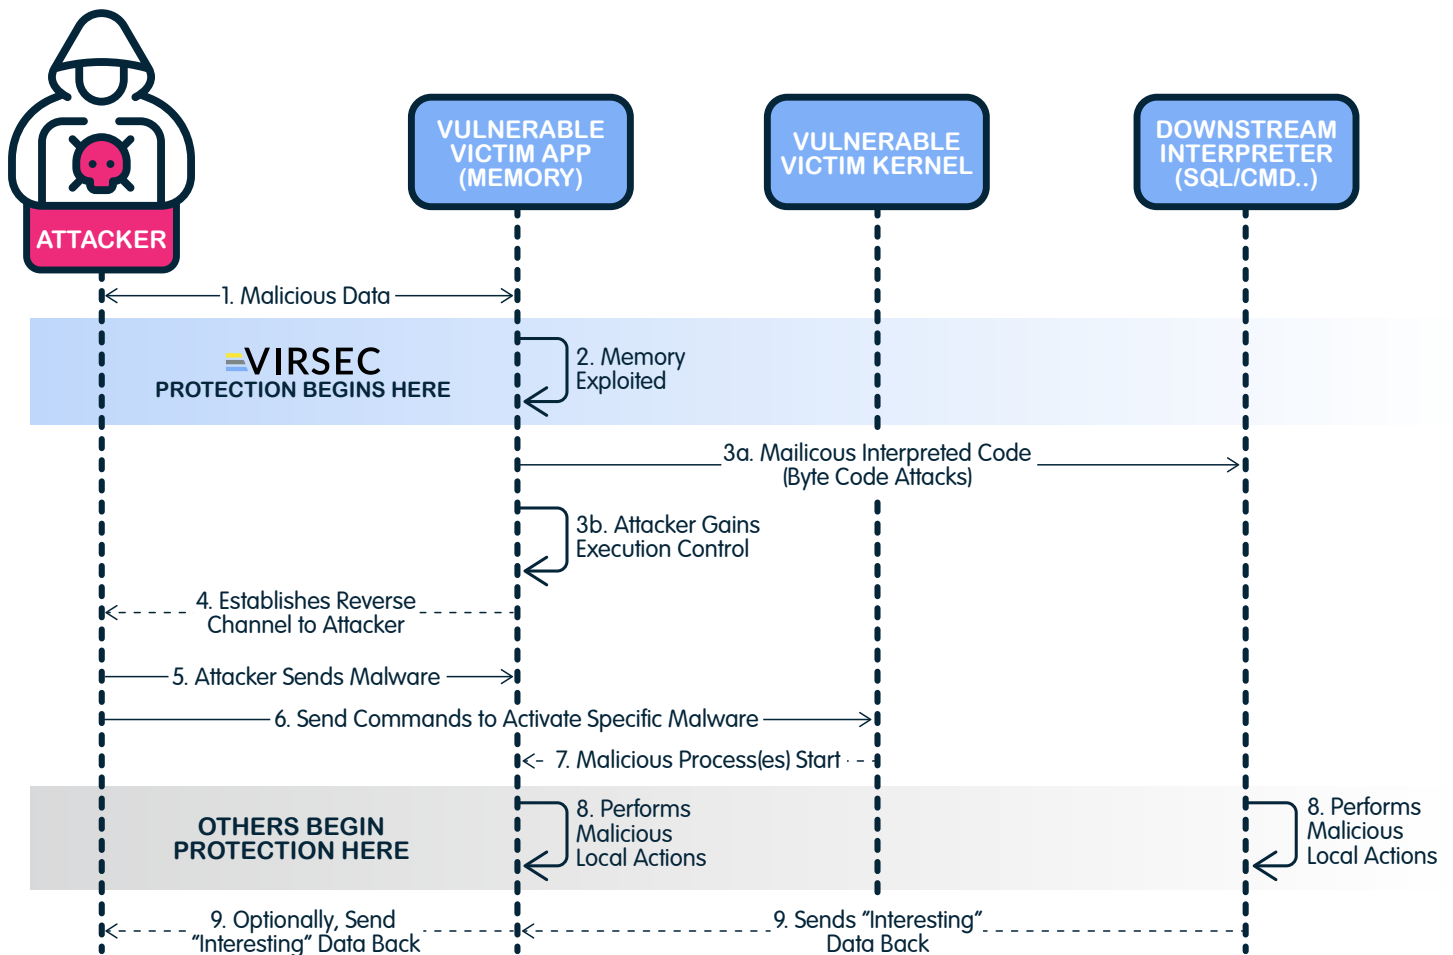 VULNERABLE
VICTIM APP
(MEMORY)
VULNERABLE
VICTIM KERNEL
DOWNSTREAM
INTERPRETER
(SQL/CMD..)
ATTACKER
1. Malicious Data
VIRSEC
PROTECTION BEGINS HERE
2. Memory
Exploited
3a. Mailicous Interpreted Code
(Byte Code Attacks)
3b. Attacker Gains
Execution Control
4. Establishes Reverse
Channel to Attacker
5. Attacker Sends Malware
6. Send Commands to Activate Specific Malware
7. Malicious Process(es) Start
OTHERS BEGIN
PROTECTION HERE
8. Performs
Malicious
Local Actions
8. Performs
Malicious
Local Actions
9. Optionally, Send
"Interesting" Data Back
9. Sends "Interesting"
Data Back